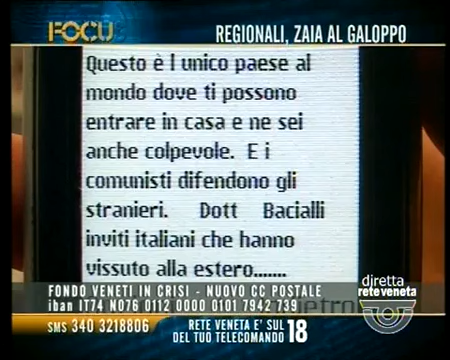 FOCU
REGIONALI, ZAIA AL GALOPPO
Questo è l unico paese al
mondo dove ti possono
entrare in casa e ne sei
anche colpevole. E i
comunisti difendono gli
stranieri. Dott Bacialli
inviti italiani che hanno
vissuto alla estero.......
FONDO VENETI IN CRISI - NUOVO CC POSTALE
iban IT74 N076 0112 0000 0101 7942 739
diretta
reteveneta
SMS 340 3218806
RETE VENETA E' SUL
DEL TUO TELECOMANDO 18